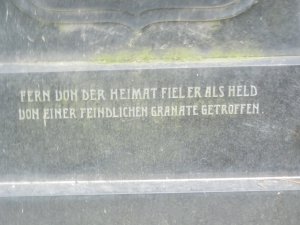 FERN VON DER HEIMAT FIEL ER ALS HELD
VON EINER FEINDLICHEN GRANATE GETROFFEN.